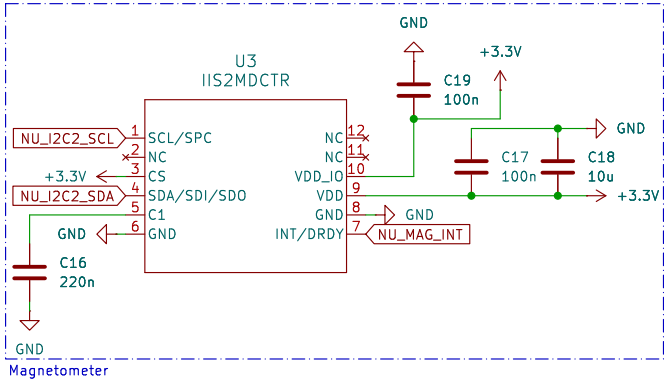 GND
+3.3V
U3
IIS2MDCTR
C19
100n
NU_I2C2_SCL
1
SCL/SPC
NC
12
GND
2
NC
NC
11
C17
100n
C18
10u
+3.3V
3
CS
VDD_IO
10
NU_I2C2_SDA
4
SDA/SDI/SDO
VDD
9
+3.3V
5
C1
GND
8
GND
GND
6
GND
INT/DRDY
7
NU_MAG_INT
C16
220n
GND
Magnetometer